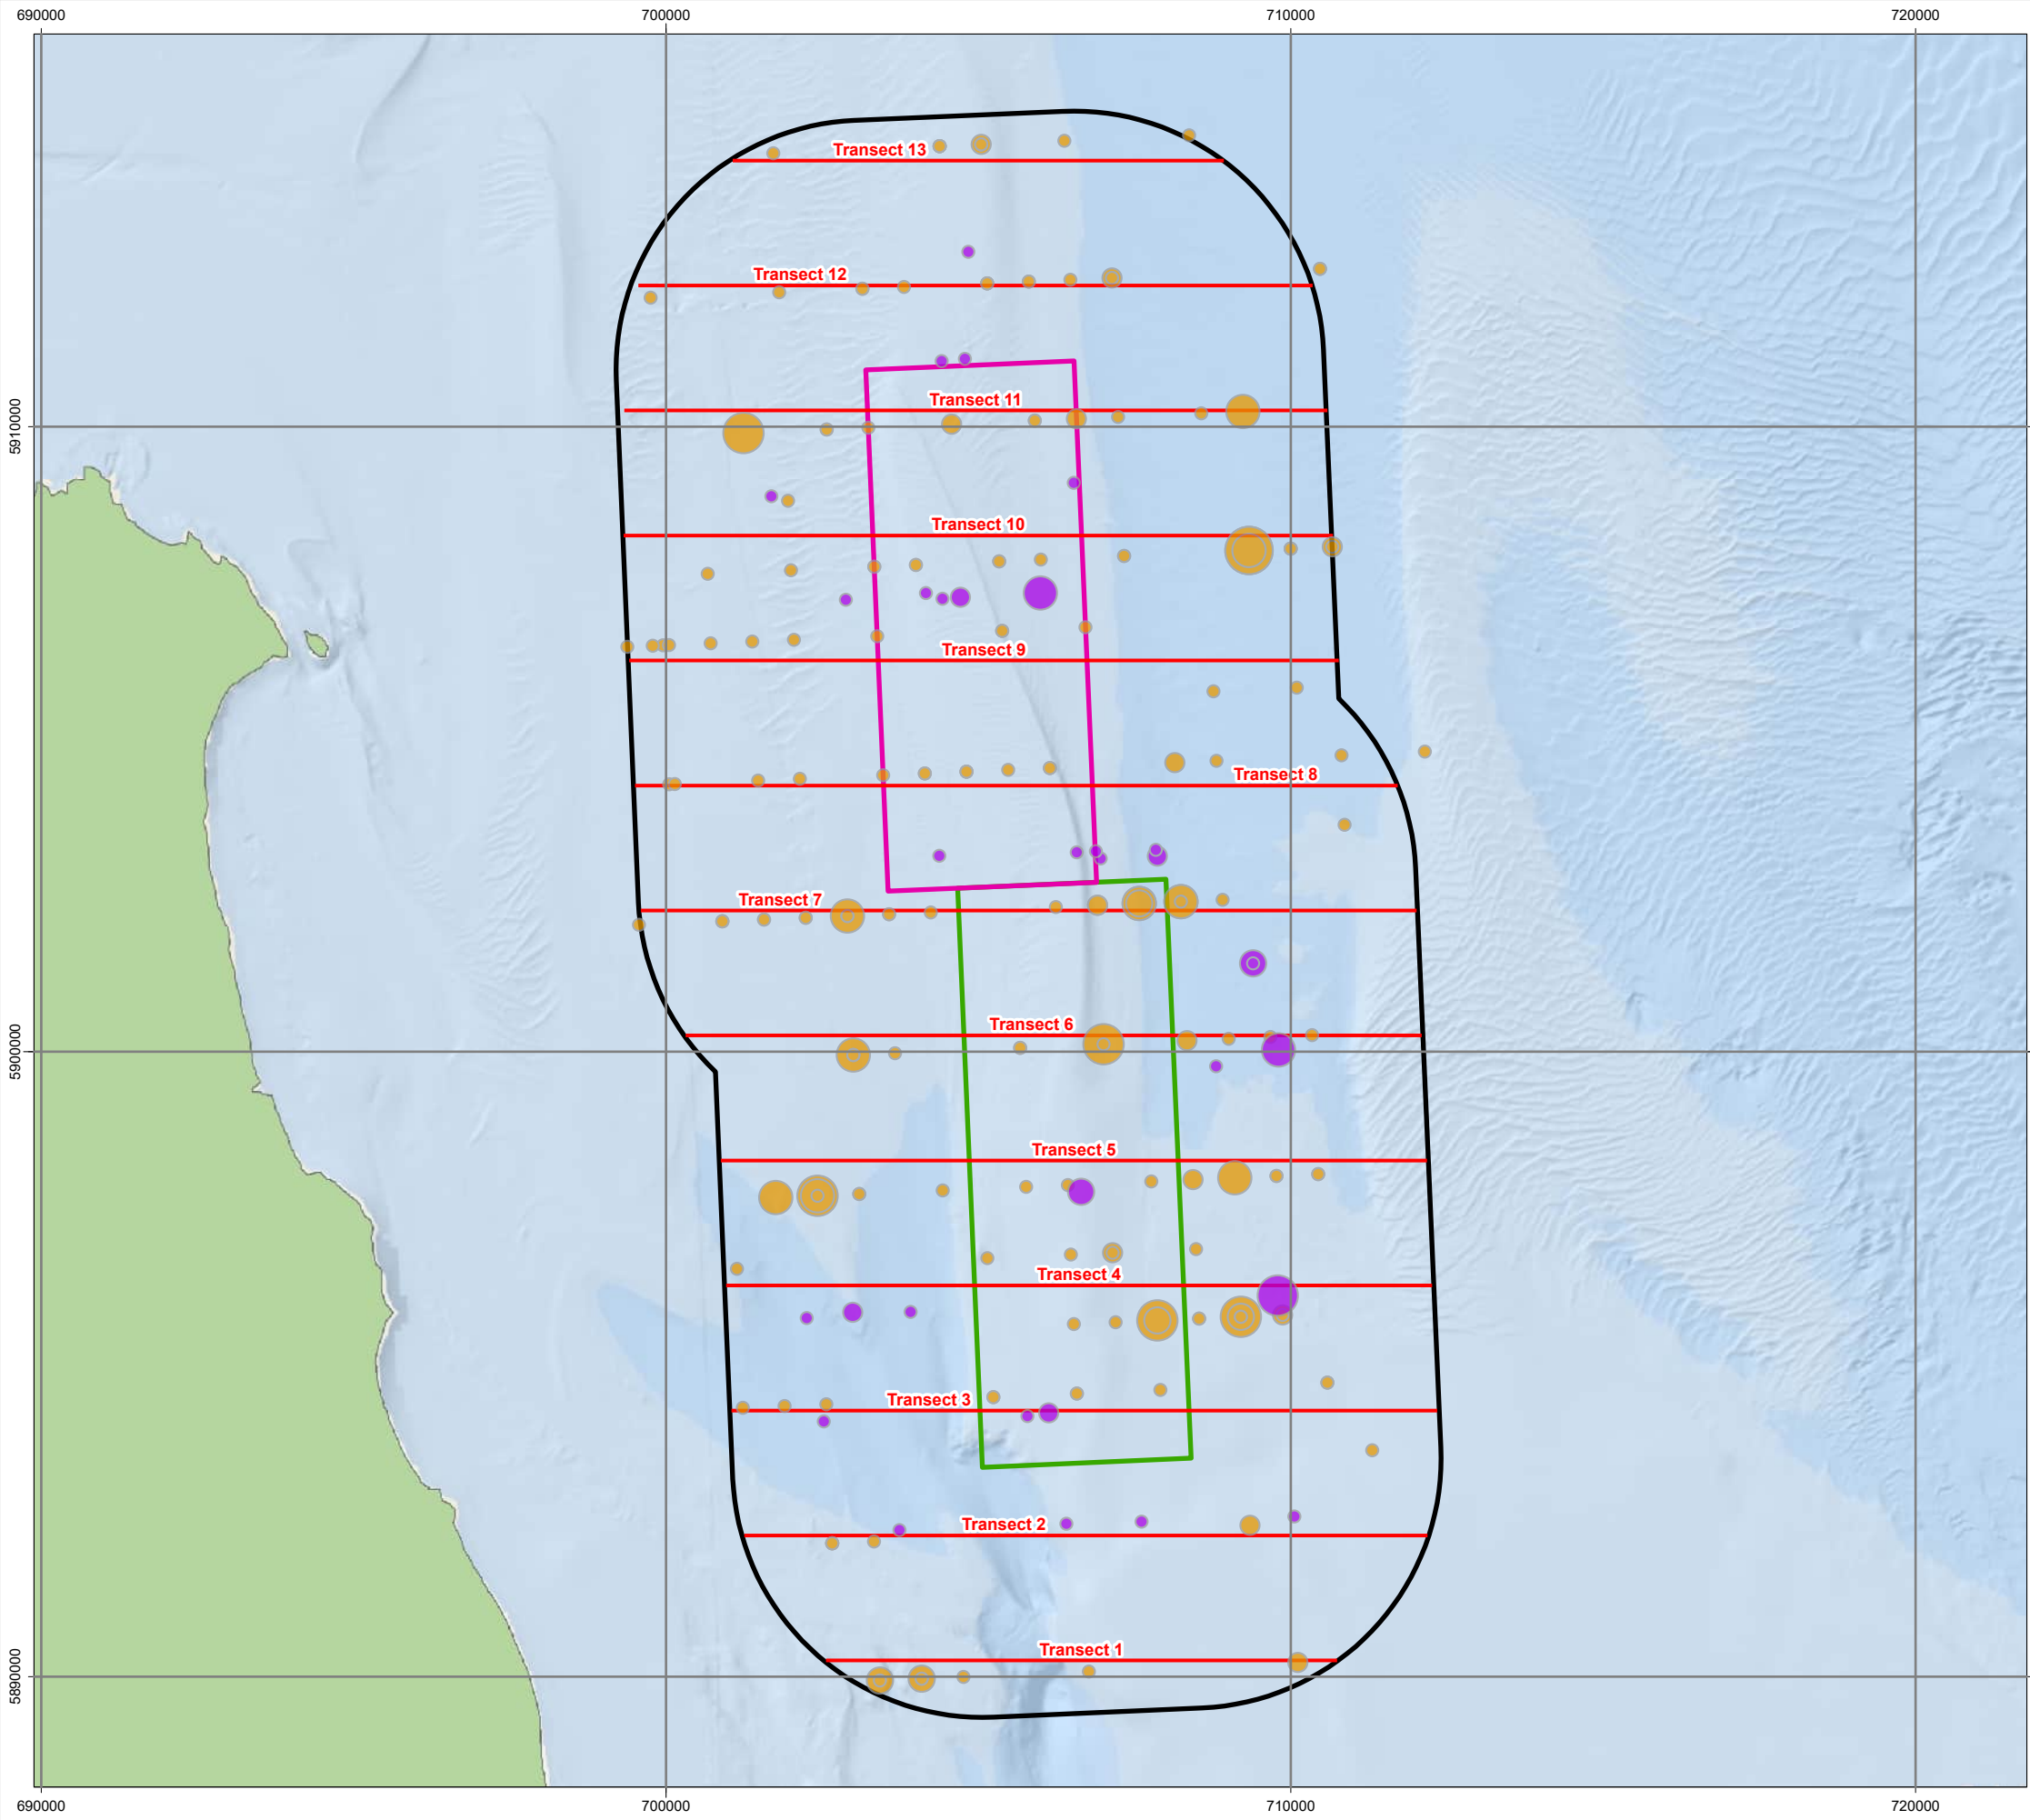 690000 700000 710000 720000
Transect 13
Transect 12
Transect 11
5910000
Transect 10
Transect 9
Transect 8
Transect 7
Transect 6
5900000
Transect 5
Transect 4
Transect 3
Transect 2
Transect 1
5890000
690000 700000 710000 720000